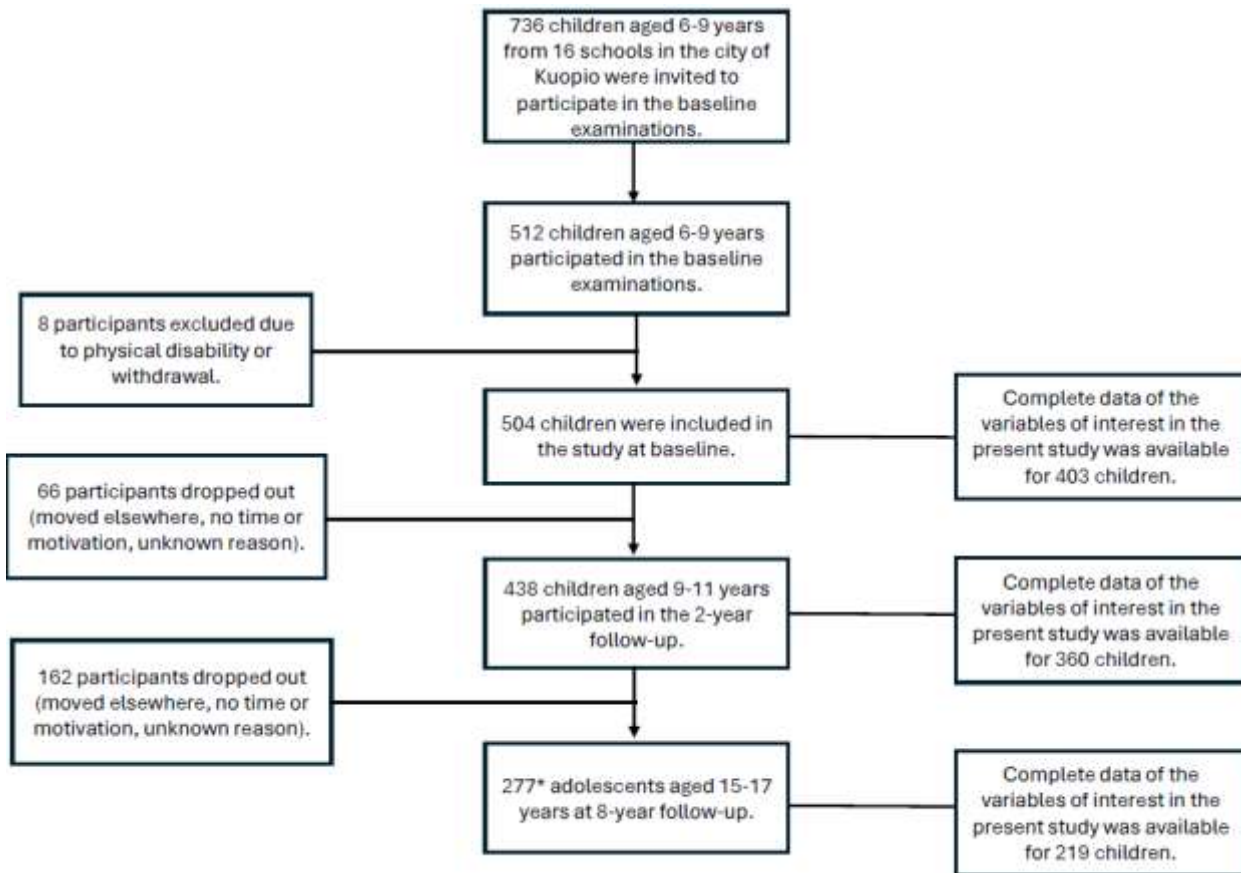 736 children aged 6-9 years
from 16 schools in the city of
Kuopio were invited to
participate in the baseline
examinations.
512 children aged 6-9 years
participated in the baseline
examinations.
8 participants excluded due
to physical disability or
withdrawal.
504 children were included in
the study at baseline.
Complete data of the
variables of interest in the
present study was available
for 403 children.
66 participants dropped out
(moved elsewhere, no time or
motivation, unknown reason).
438 children aged 9-11 years
participated in the 2-year
follow-up.
Complete data of the
variables of interest in the
present study was available
for 360 children.
162 participants dropped out
(moved elsewhere, no time or
motivation, unknown reason).
277* adolescents aged 15-17
years at 8-year follow-up.
Complete data of the
variables of interest in the
present study was available
for 219 children.